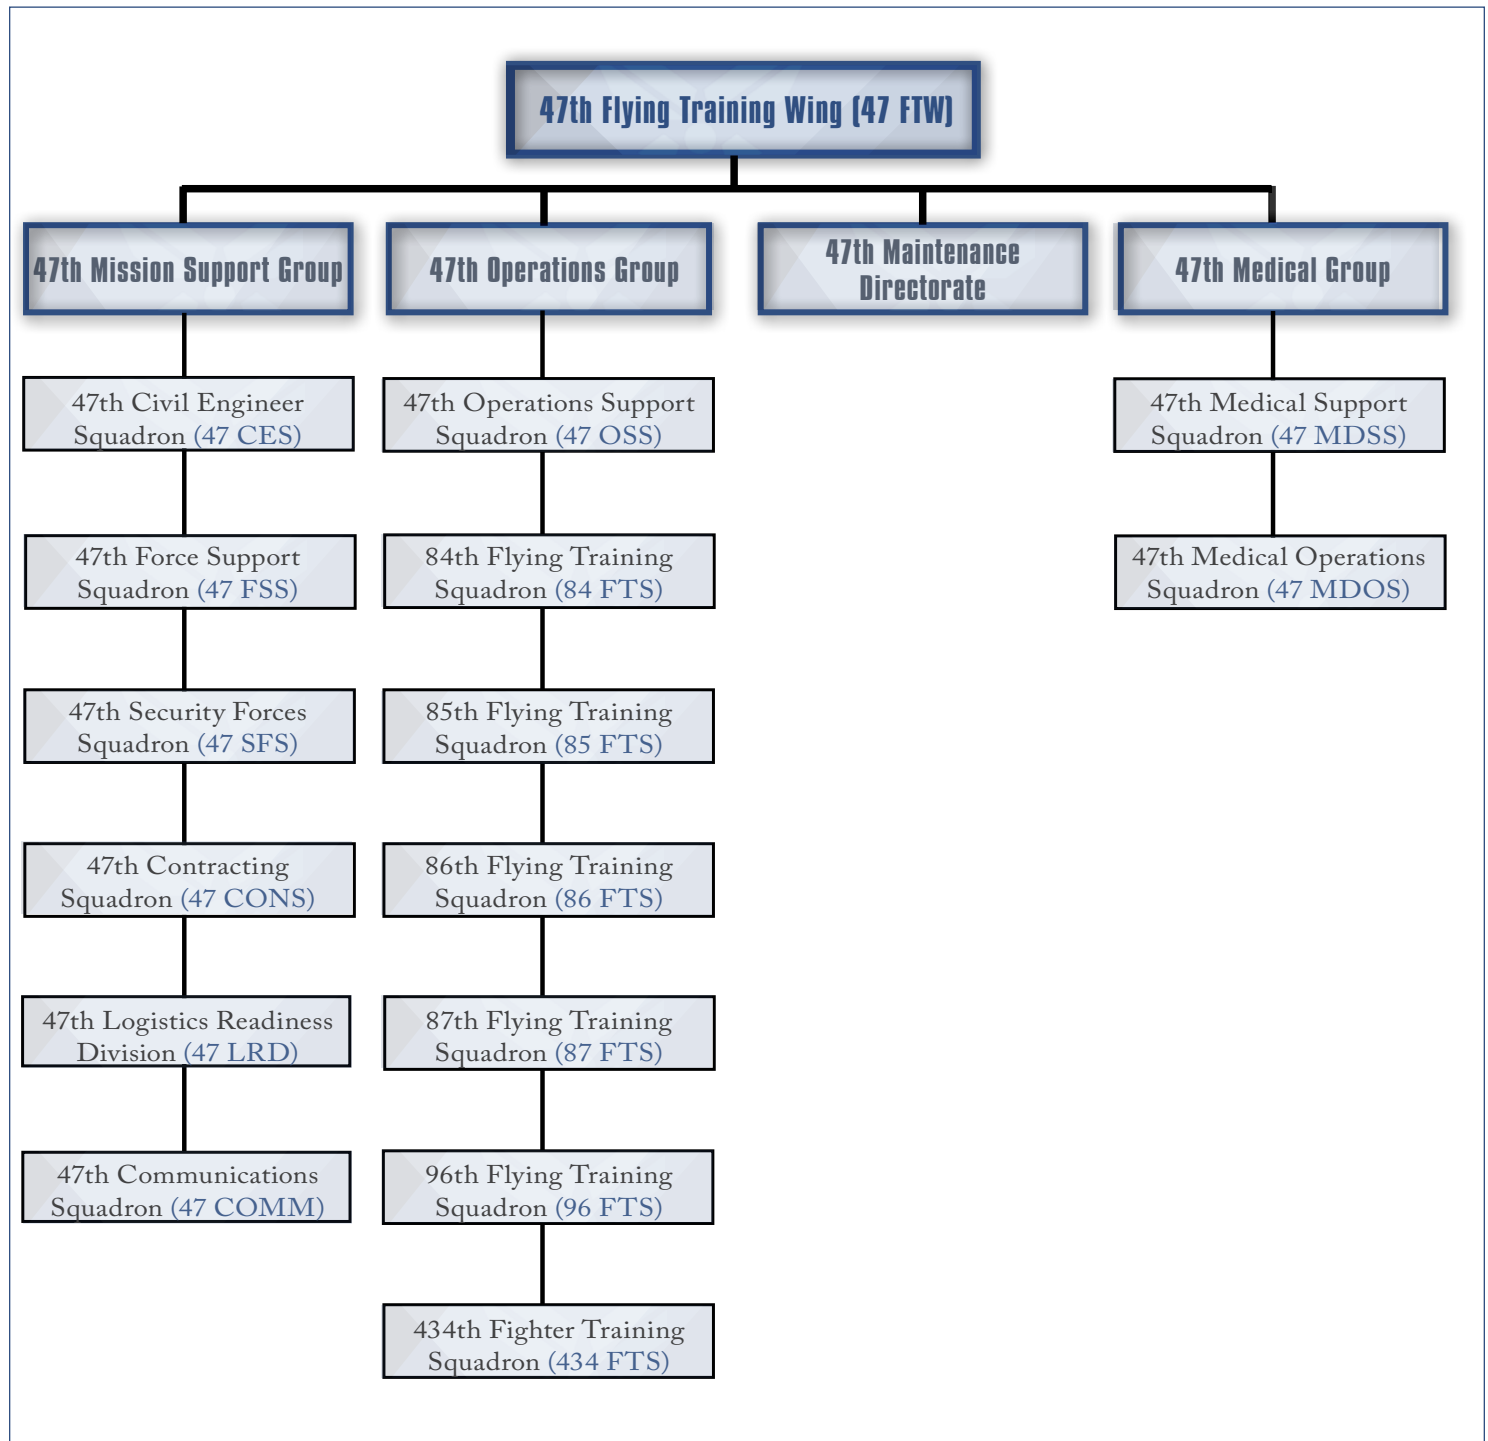 47th Flying Training Wing (47 FTW)
47th Mission Support Group
47th Operations Group
47th Maintenance
Directorate
47th Medical Group
47th Civil Engineer
Squadron (47 CES)
47th Force Support
Squadron (47 FSS)
47th Security Forces
Squadron (47 SFS)
47th Contracting
Squadron (47 CONS)
47th Logistics Readiness
Division (47 LRD)
47th Communications
Squadron (47 COMM)
47th Operations Support
Squadron (47 OSS)
84th Flying Training
Squadron (84 FTS)
85th Flying Training
Squadron (85 FTS)
86th Flying Training
Squadron (86 FTS)
87th Flying Training
Squadron (87 FTS)
96th Flying Training
Squadron (96 FTS)
434th Fighter Training
Squadron (434 FTS)
47th Medical Support
Squadron (47 MDSS)
47th Medical Operations
Squadron (47 MDOS)